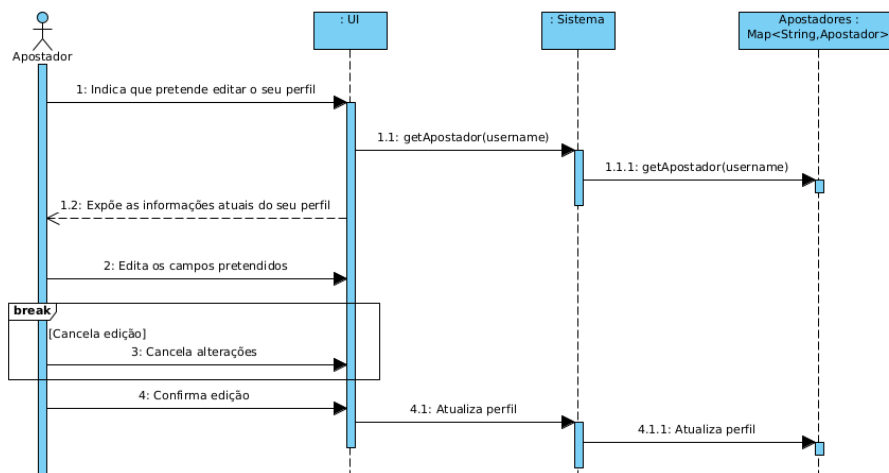 Apostador
: UI
: Sistema
Apostadores :
Map<String,Apostador>
1: Indica que pretende editar o seu perfil
1.1: getApostador(username)
1.1.1: getApostador(username)
1.2: Expõe as informações atuais do seu perfil
2: Edita os campos pretendidos
break
[Cancela edição]
3: Cancela alterações
4: Confirma edição
4.1: Atualiza perfil
4.1.1: Atualiza perfil